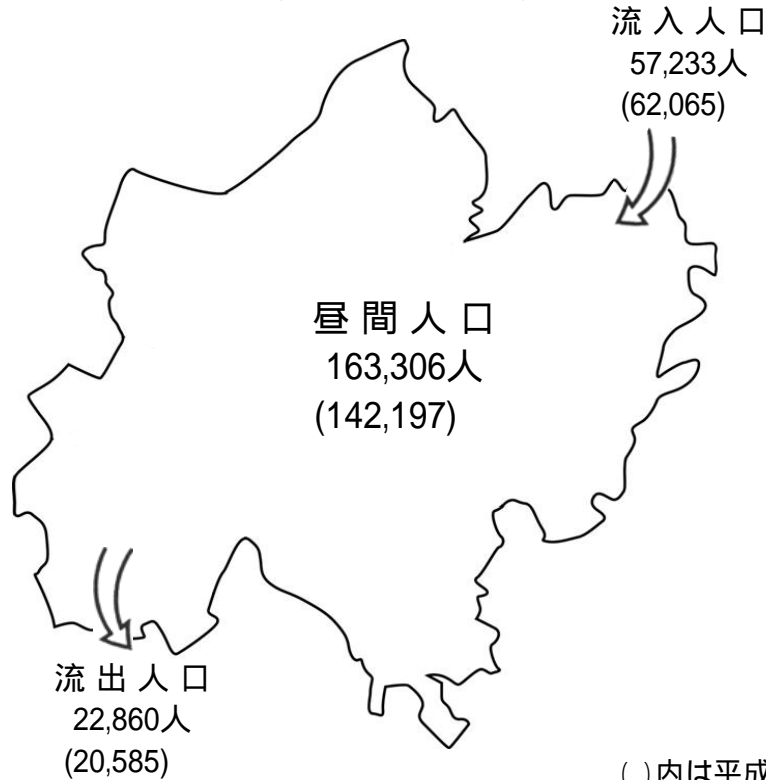 流入人口
57,233人
(62,065)
昼間人口
163,306人
(142,197)
流出人口
22,860人
(20,585)
( )内は平成